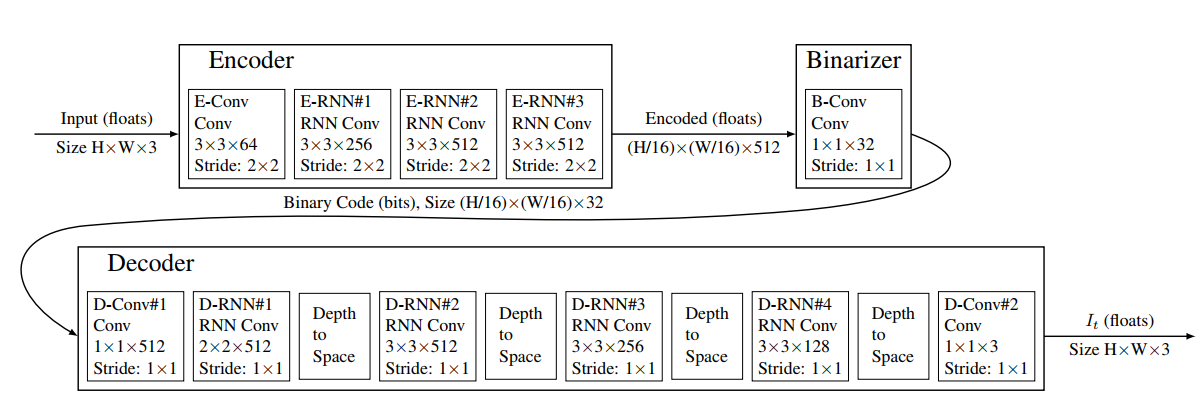 Encoder
E-Conv
Conv
3×3×64
Stride: 2×2
E-RNN#1
RNN Conv
3×3×256
Stride: 2×2
E-RNN#2
RNN Conv
3×3×512
Stride: 2×2
E-RNN#3
RNN Conv
3×3×512
Stride: 2×2
Binarizer
B-Conv
Conv
1×1×32
Stride: 1×1
Input (floats)
Size H×W×3
Encoded (floats)
(H/16)×(W/16)×512
Binary Code (bits), Size (H/16)×(W/16)×32
Decoder
D-Conv#1
Conv
1×1×512
Stride: 1×1
D-RNN#1
RNN Conv
2×2×512
Stride: 1×1
Depth
to
Space
D-RNN#2
RNN Conv
3×3×512
Stride: 1×1
Depth
to
Space
D-RNN#3
RNN Conv
3×3×256
Stride: 1×1
Depth
to
Space
D-RNN#4
RNN Conv
3×3×128
Stride: 1×1
Depth
to
Space
D-Conv#2
Conv
1×1×3
Stride: 1×1
I_t (floats)
Size H×W×3